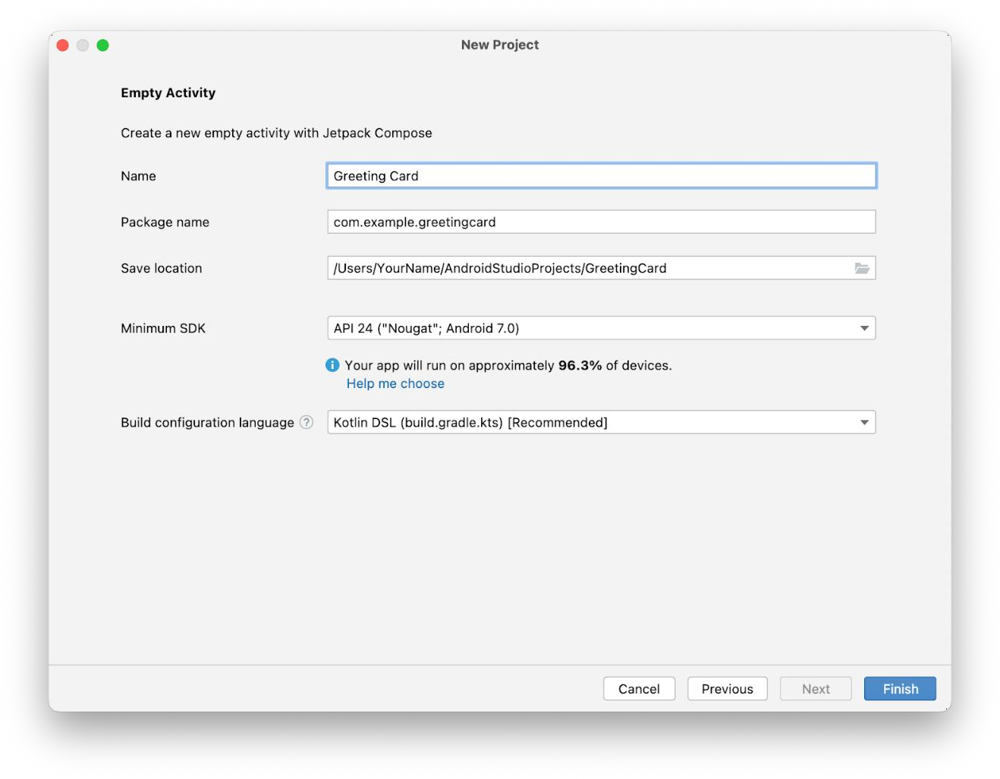 New Project
Empty Activity
Create a new empty activity with Jetpack Compose
Name
Greeting Card
Package name
com.example.greetingcard
Save location
/Users/YourName/AndroidStudioProjects/GreetingCard
Minimum SDK
API 24 ("Nougat"; Android 7.0)
i Your app will run on approximately 96.3% of devices.
Help me choose
Build configuration language ?
Kotlin DSL (build.gradle.kts) [Recommended]
Cancel
Previous
Next
Finish